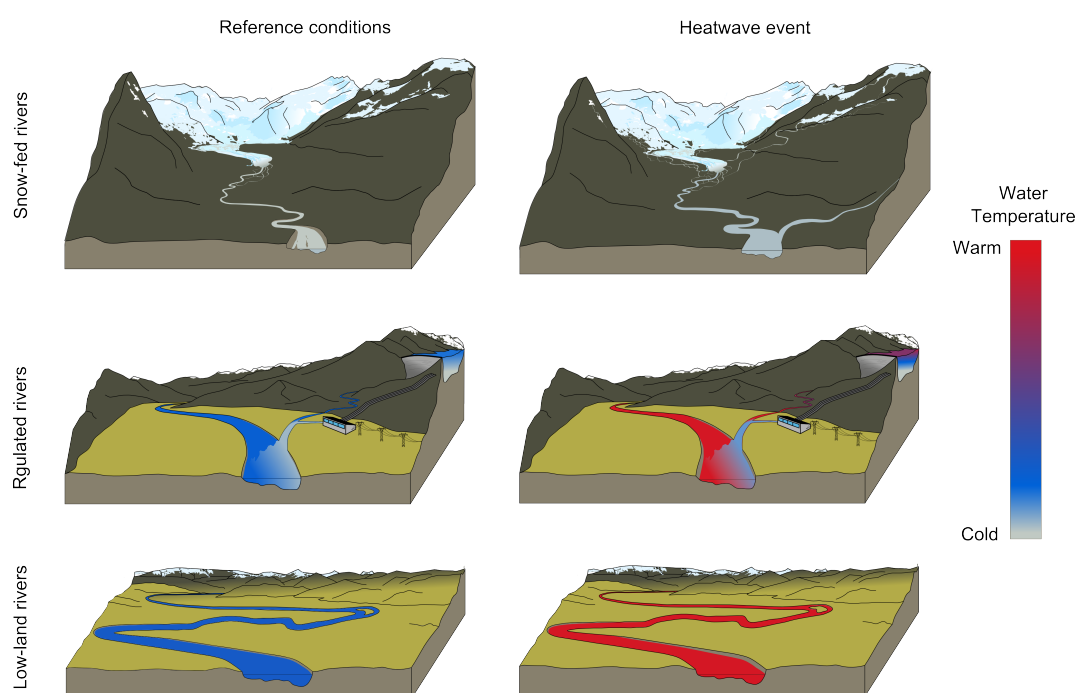 Reference conditions
Heatwave event
Snow-fed rivers
Water
Temperature
Warm
Rgulated rivers
Cold
Low-land rivers